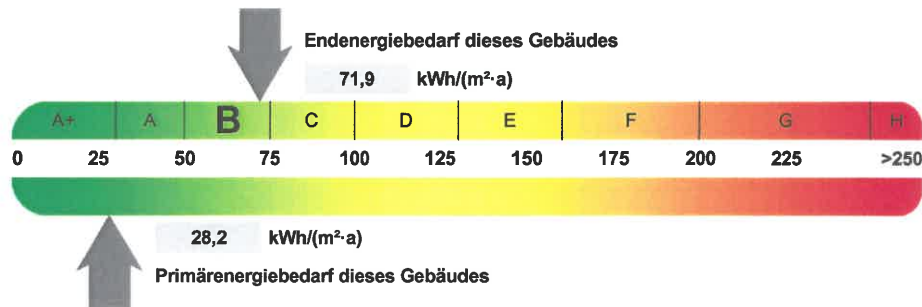 Endenergiebedarf dieses Gebäudes
71,9 kWh/(m²·a)
A+ A B C D E F G H
0 25 50 75 100 125 150 175 200 225 >250
28,2 kWh/(m²·a)
Primärenergiebedarf dieses Gebäudes